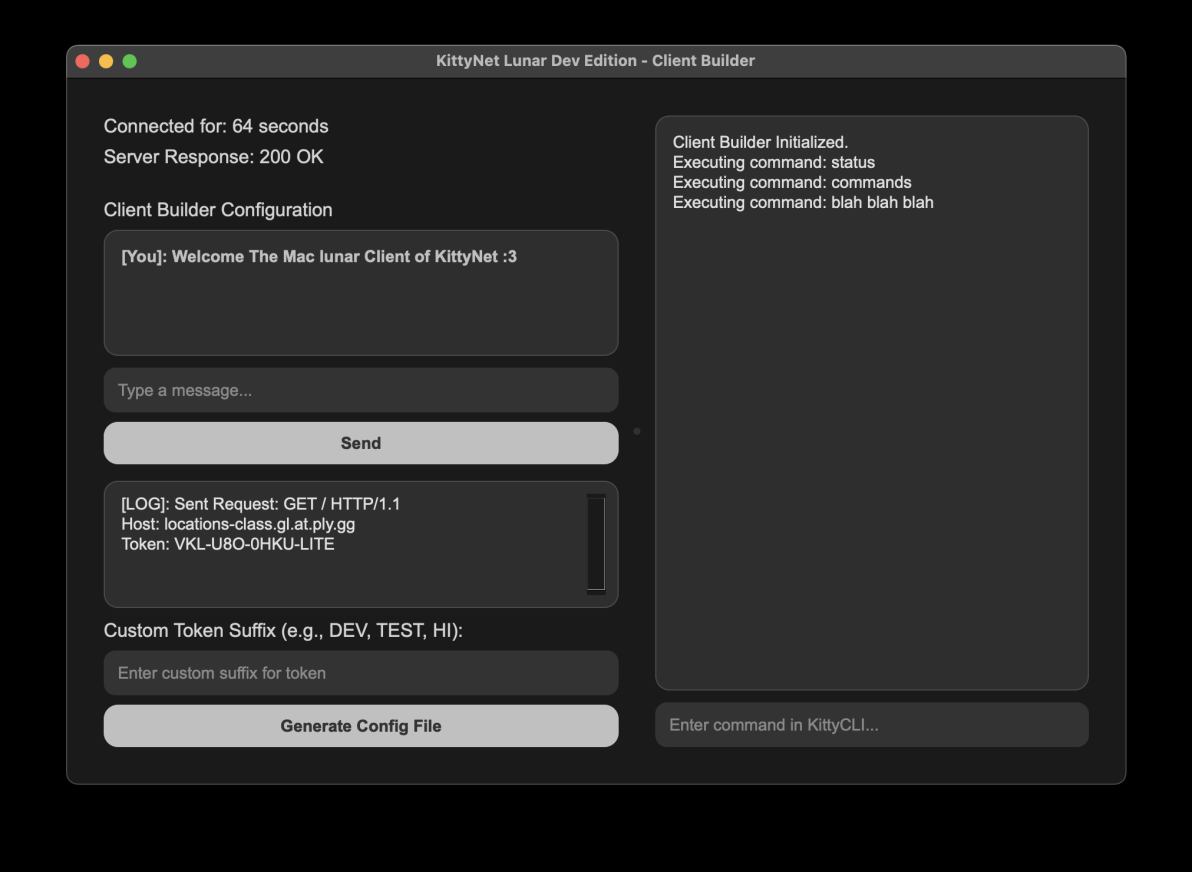 KittyNet Lunar Dev Edition - Client Builder
Connected for: 64 seconds
Server Response: 200 OK
Client Builder Configuration
[You]: Welcome The Mac lunar Client of KittyNet :3
Type a message...
Send
[LOG]: Sent Request: GET / HTTP/1.1
Host: locations-class.gl.at.ply.gg
Token: VKL-U8O-0HKU-LITE
Custom Token Suffix (e.g., DEV, TEST, HI):
Enter custom suffix for token
Generate Config File
Client Builder Initialized.
Executing command: status
Executing command: commands
Executing command: blah blah blah
Enter command in KittyCLI...